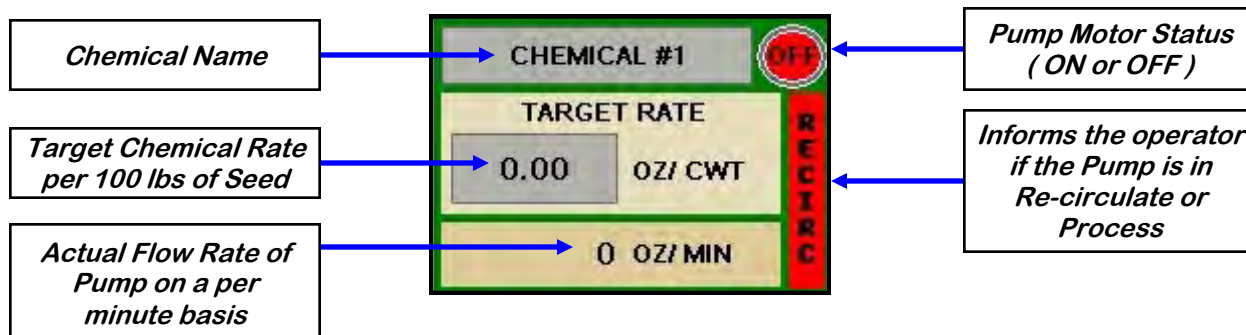 Chemical Name
Target Chemical Rate
per 100 lbs of Seed
Actual Flow Rate of
Pump on a per
minute basis
CHEMICAL #1
OFF
TARGET RATE
0.00 OZ/ CWT
0 OZ/ MIN
RECIRC
Pump Motor Status
( ON or OFF )
Informs the operator
if the Pump is in
Re-circulate or
Process